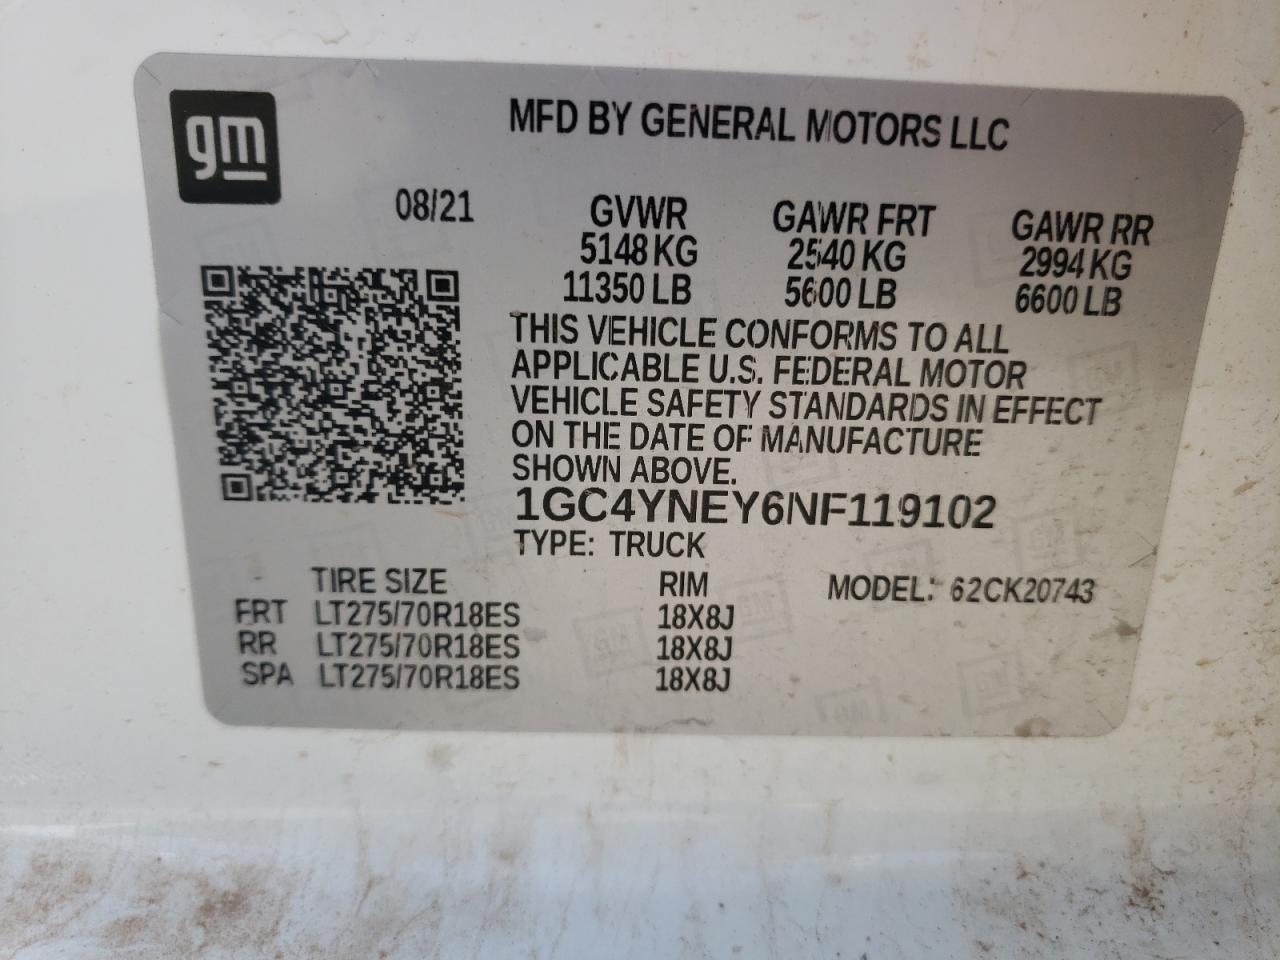 gm
MFD BY GENERAL MOTORS LLC
08/21 GVWR GAWR FRT GAWR RR
5148 KG 2540 KG 2994 KG
11350 LB 5600 LB 6600 LB
THIS VEHICLE CONFORMS TO ALL
APPLICABLE U.S. FEDERAL MOTOR
VEHICLE SAFETY STANDARDS IN EFFECT
ON THE DATE OF MANUFACTURE
SHOWN ABOVE.
1GC4YNEY6NF119102
TYPE: TRUCK
TIRE SIZE RIM MODEL: 62CK20743
FRT LT275/70R18ES 18X8J
RR LT275/70R18ES 18X8J
SPA LT275/70R18ES 18X8J